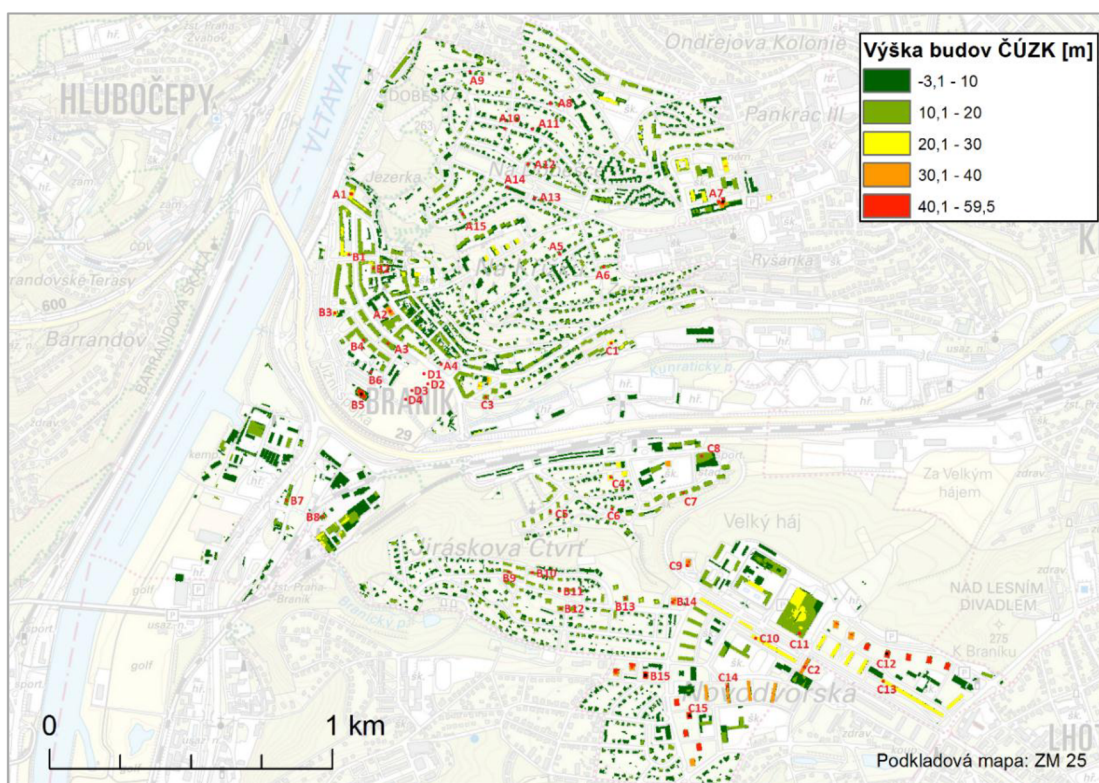 Výška budov ČÚZK [m]
-3,1 - 10
10,1 - 20
20,1 - 30
30,1 - 40
40,1 - 59,5
Ondřejova Kolonie
HLUBOČEPY
VLTAVA
DOBEŠKA
Pankrác III
A9
A8
A10
A11
263
A12
A14
Jezerka
A13
A1
A7
A15
A5
A6
Ryšánka
B1
B2
Barrandovské Terasy
BARRANDOVSKÁ SKÁLA
600
B3
A2
Barrandov
B4
A3
A4
C1
Kunratický p.
B6
D1
D2
D3
D4
B5
BRANÍK
C3
29
C8
C4
Za Velkým
hájem
B7
C7
B8
C5
C6
Velký háj
Jiráskova Čtvrť
C9
B9
B10
B11
B12
B13
B14
NAD LESNÍM
DIVADLEM
275
C10
C11
K Braníku
C2
C12
C13
B15
Novodvorská
C14
C15
golf
golf
LHO
0
1 km
Podkladová mapa: ZM 25